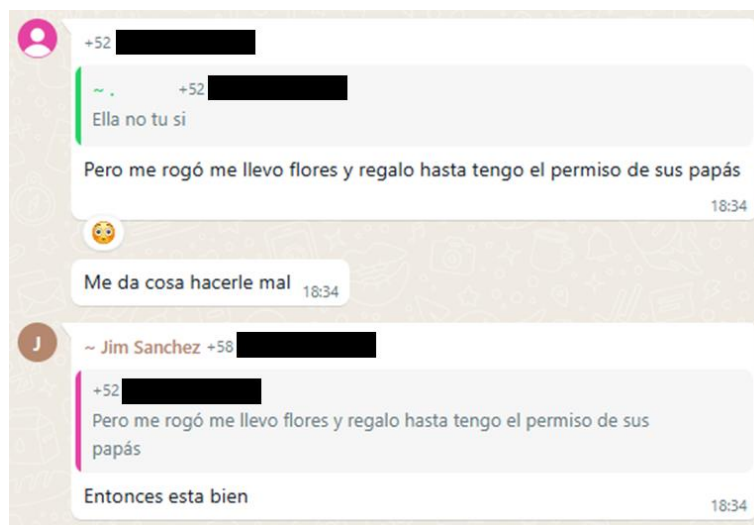 +52
~ . +52
Ella no tu si
Pero me rogó me llevo flores y regalo hasta tengo el permiso de sus papás
18:34
Me da cosa hacerle mal 18:34
J
~ Jim Sanchez +58
+52
Pero me rogó me llevo flores y regalo hasta tengo el permiso de sus
papás
Entonces esta bien
18:34